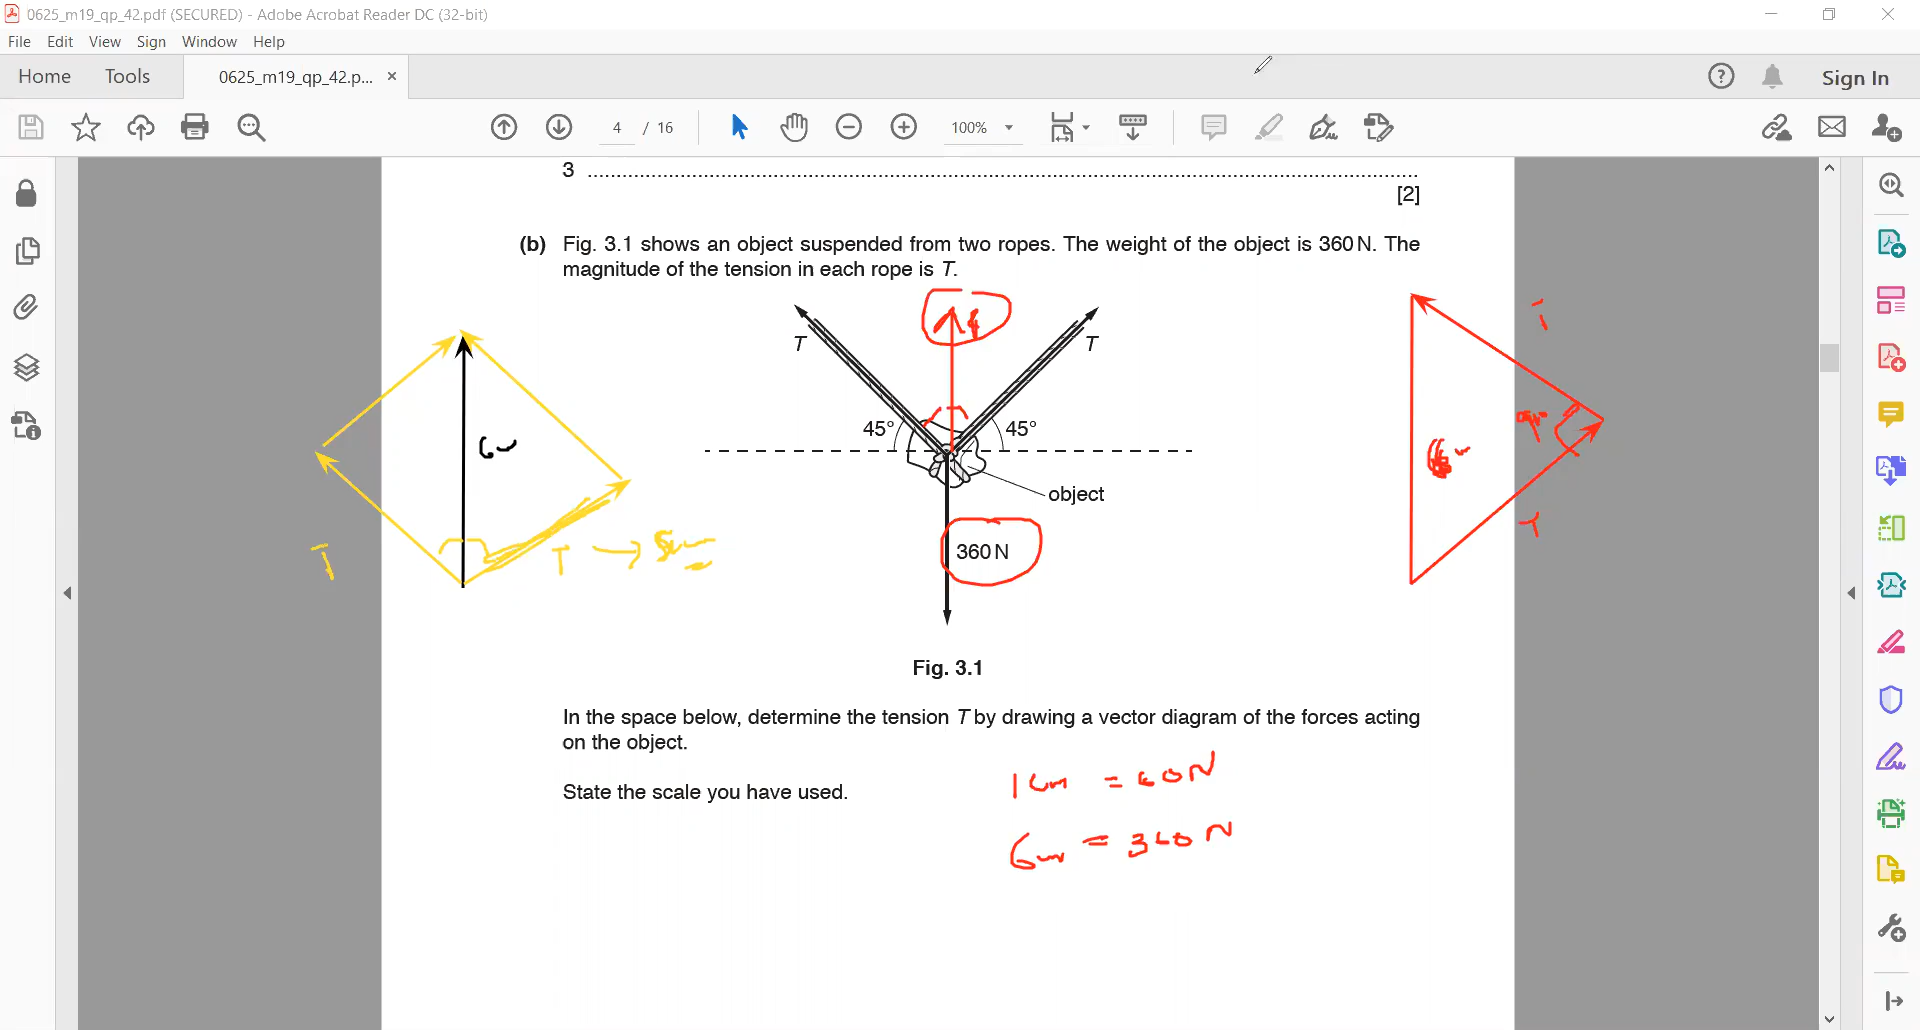 0625_m19_qp_42.pdf (SECURED) - Adobe Acrobat Reader DC (32-bit)
File Edit View Sign Window Help
Home Tools 0625_m19_qp_42.p... × Sign In
4 / 16 100%
3 ........................................
[2]
(b) Fig. 3.1 shows an object suspended from two ropes. The weight of the object is 360 N. The
magnitude of the tension in each rope is T.
T T
T
45° 45°
6cm
object
T
T → 5cm
360 N
Fig. 3.1
In the space below, determine the tension T by drawing a vector diagram of the forces acting
on the object.
1cm = 60N
State the scale you have used.
6cm = 360N